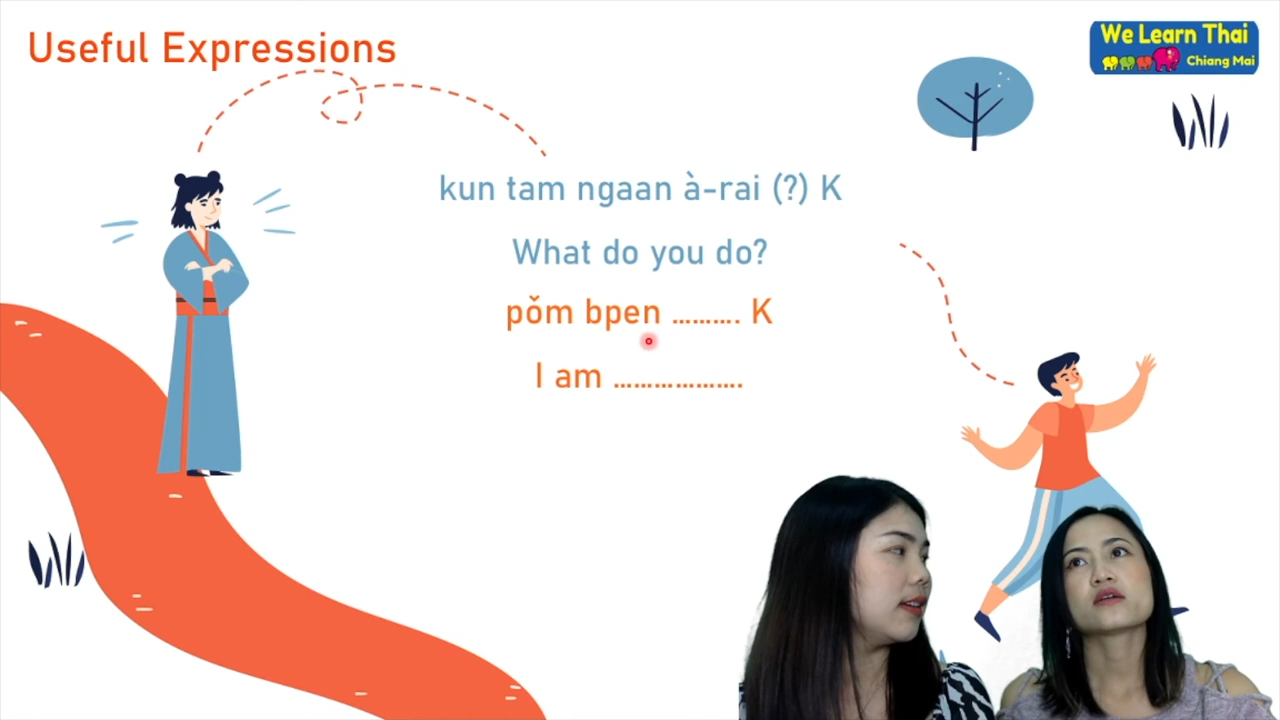 Useful Expressions
We Learn Thai
Chiang Mai
kun tam ngaan à-rai (?) K
What do you do?
pǒm bpen ………. K
I am ……………….